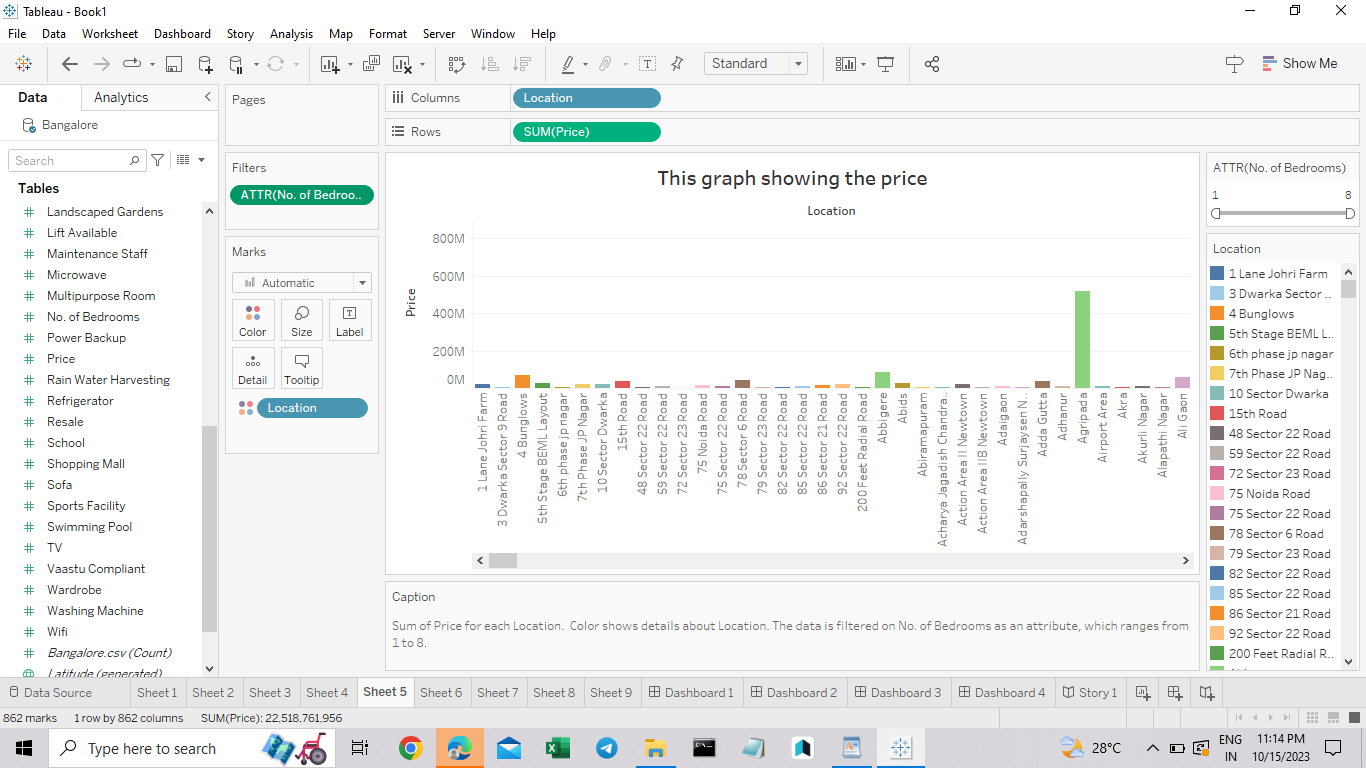 Tableau - Book1
File Data Worksheet Dashboard Story Analysis Map Format Server Window Help
Standard
Show Me
Data Analytics
Bangalore
Search
Tables
Landscaped Gardens
Lift Available
Maintenance Staff
Microwave
Multipurpose Room
No. of Bedrooms
Power Backup
Price
Rain Water Harvesting
Refrigerator
Resale
School
Shopping Mall
Sofa
Sports Facility
Swimming Pool
TV
Vaastu Compliant
Wardrobe
Washing Machine
Wifi
Bangalore.csv (Count)
Latitude (generated)
Pages
Filters
ATTR(No. of Bedroo..
Marks
Automatic
Color Size Label
Detail Tooltip
Location
Columns Location
Rows SUM(Price)
This graph showing the price
Location
Price
800M
600M
400M
200M
0M
1 Lane Johri Farm
3 Dwarka Sector 9 Road
4 Bunglows
5th Stage BEML Layout
6th phase jp nagar
7th Phase JP Nagar
10 Sector Dwarka
15th Road
48 Sector 22 Road
59 Sector 22 Road
72 Sector 23 Road
75 Noida Road
75 Sector 22 Road
78 Sector 6 Road
79 Sector 23 Road
82 Sector 22 Road
85 Sector 22 Road
86 Sector 21 Road
92 Sector 22 Road
200 Feet Radial Road
Abbigere
Abids
Abiramapuram
Acharya Jagadish Chandra..
Action Area II Newtown
Action Area IIB Newtown
Adaigaon
Adarshapally Surjaysen N..
Adda Gutta
Adhanur
Agripada
Airport Area
Akra
Akurli Nagar
Alapathi Nagar
Ali Gaon
Caption
Sum of Price for each Location. Color shows details about Location. The data is filtered on No. of Bedrooms as an attribute, which ranges from
1 to 8.
ATTR(No. of Bedrooms)
1 8
Location
1 Lane Johri Farm
3 Dwarka Sector ..
4 Bunglows
5th Stage BEML L..
6th phase jp nagar
7th Phase JP Nag..
10 Sector Dwarka
15th Road
48 Sector 22 Road
59 Sector 22 Road
72 Sector 23 Road
75 Noida Road
75 Sector 22 Road
78 Sector 6 Road
79 Sector 23 Road
82 Sector 22 Road
85 Sector 22 Road
86 Sector 21 Road
92 Sector 22 Road
200 Feet Radial R..
Data Source Sheet 1 Sheet 2 Sheet 3 Sheet 4 Sheet 5 Sheet 6 Sheet 7 Sheet 8 Sheet 9 Dashboard 1 Dashboard 2 Dashboard 3 Dashboard 4 Story 1
862 marks 1 row by 862 columns SUM(Price): 22,518,761,956
Type here to search
28°C
ENG
IN
11:14 PM
10/15/2023